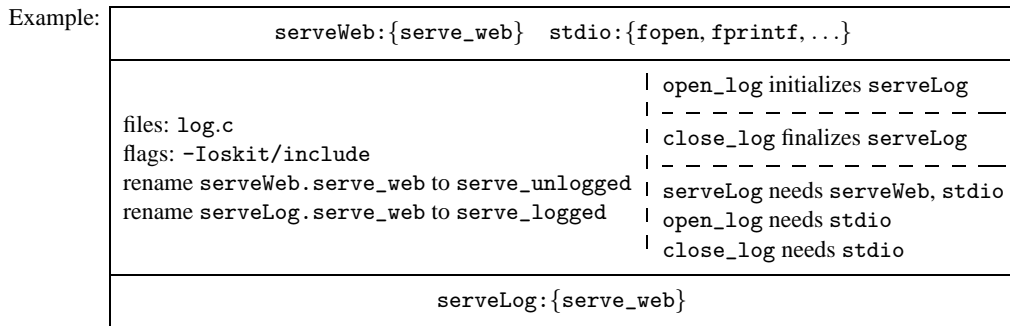 Example:
serveWeb:{serve_web} stdio:{fopen, fprintf, ...}
files: log.c
flags: -Ioskit/include
rename serveWeb.serve_web to serve_unlogged
rename serveLog.serve_web to serve_logged
open_log initializes serveLog
close_log finalizes serveLog
serveLog needs serveWeb, stdio
open_log needs stdio
close_log needs stdio
serveLog:{serve_web}